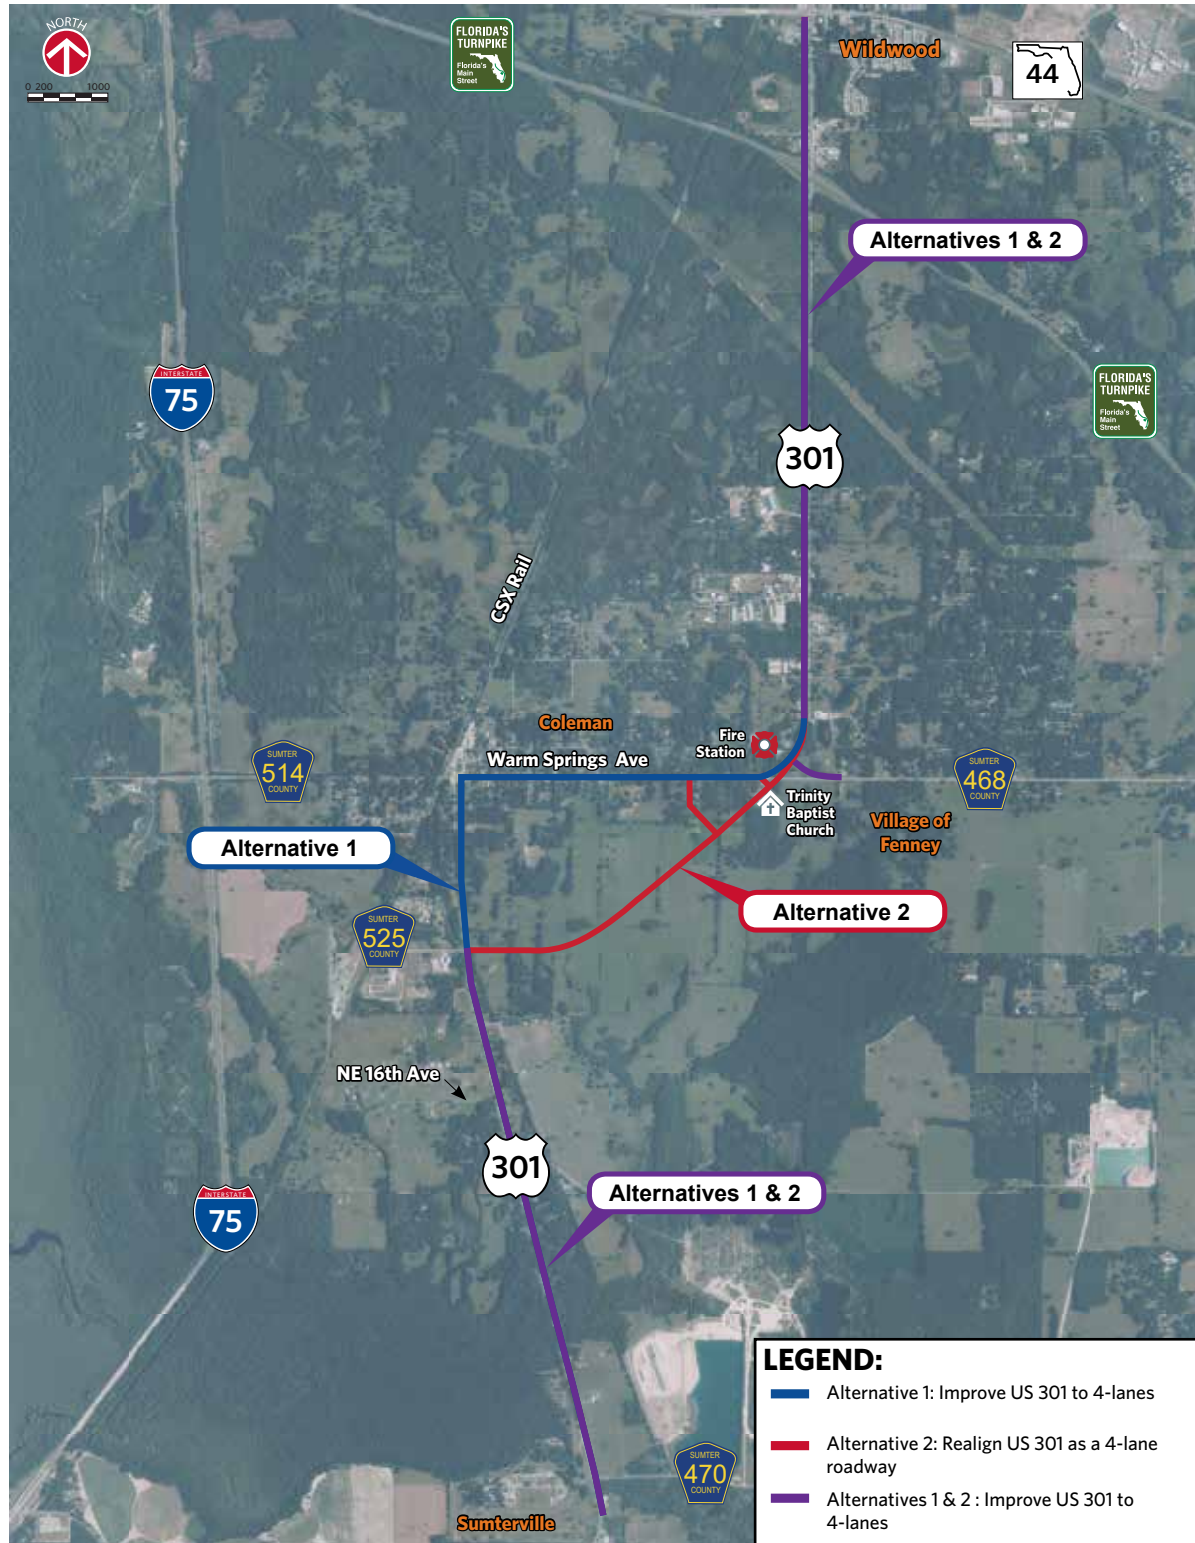 NORTH
0 200 1000
FLORIDA'S
TURNPIKE
Florida's
Main
Street
Wildwood
44
Alternatives 1 & 2
INTERSTATE
75
FLORIDA'S
TURNPIKE
Florida's
Main
Street
301
CSX Rail
Coleman
Fire
Station
Warm Springs Ave
SUMTER
514
COUNTY
SUMTER
468
COUNTY
Trinity
Baptist
Church
Village of
Fenney
Alternative 1
Alternative 2
SUMTER
525
COUNTY
NE 16th Ave
301
INTERSTATE
75
Alternatives 1 & 2
SUMTER
470
COUNTY
Sumterville
LEGEND:
Alternative 1: Improve US 301 to 4-lanes
Alternative 2: Realign US 301 as a 4-lane
roadway
Alternatives 1 & 2 : Improve US 301 to
4-lanes